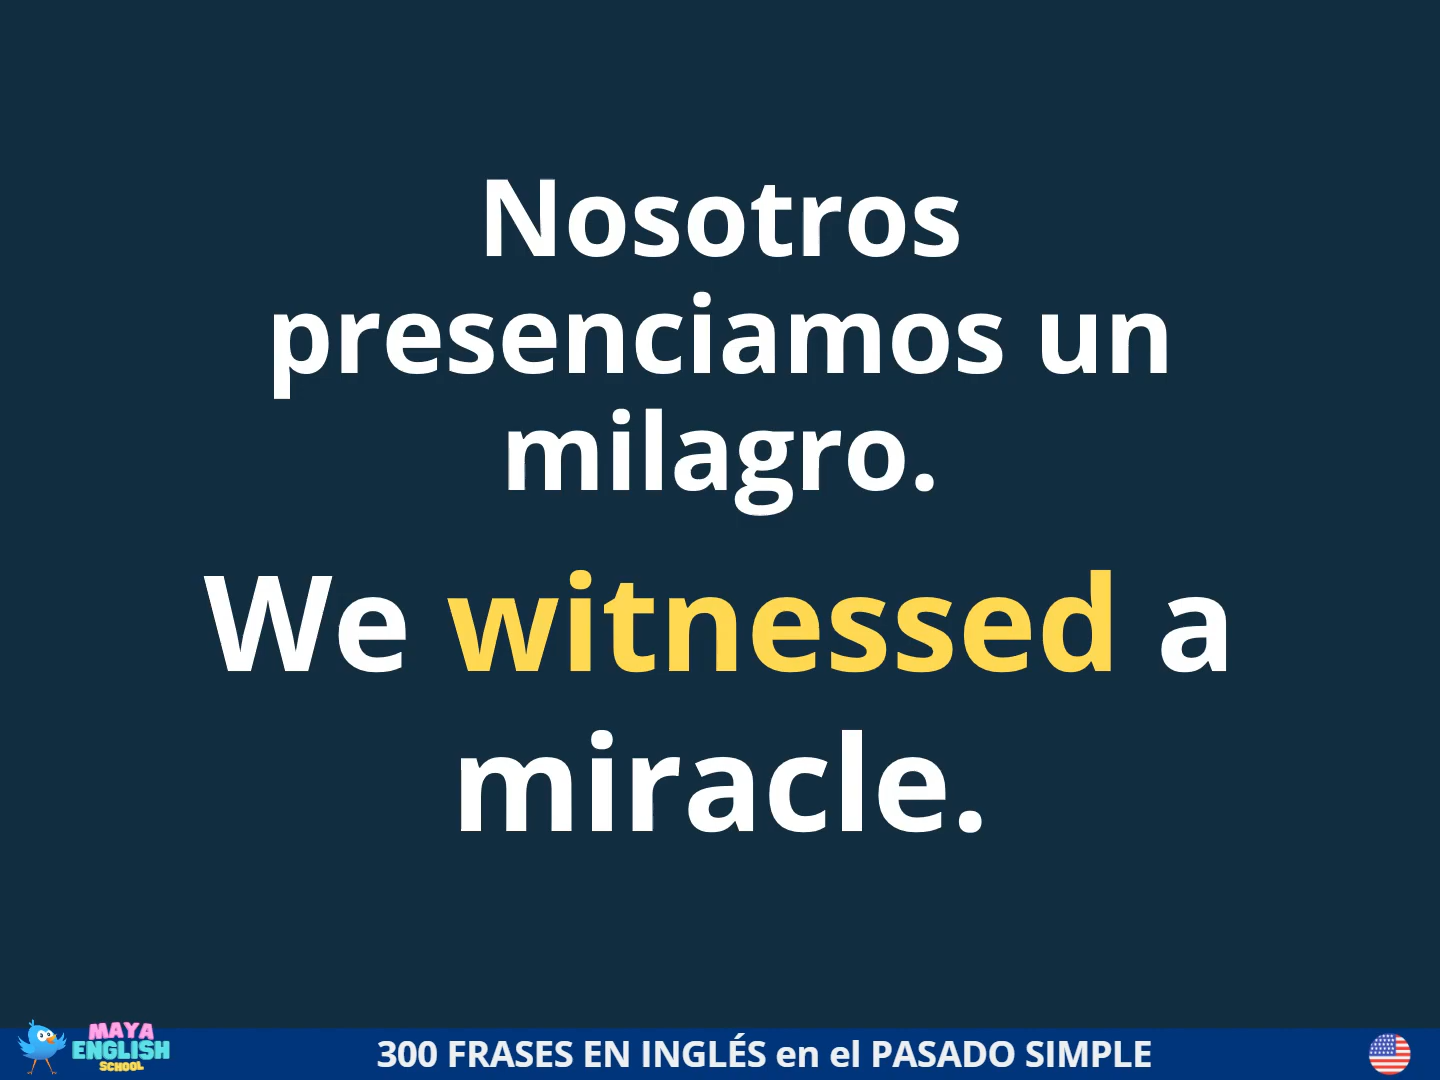 Nosotros
presenciamos un
milagro.
We witnessed a
miracle.
MAYA
ENGLISH
SCHOOL
300 FRASES EN INGLÉS en el PASADO SIMPLE